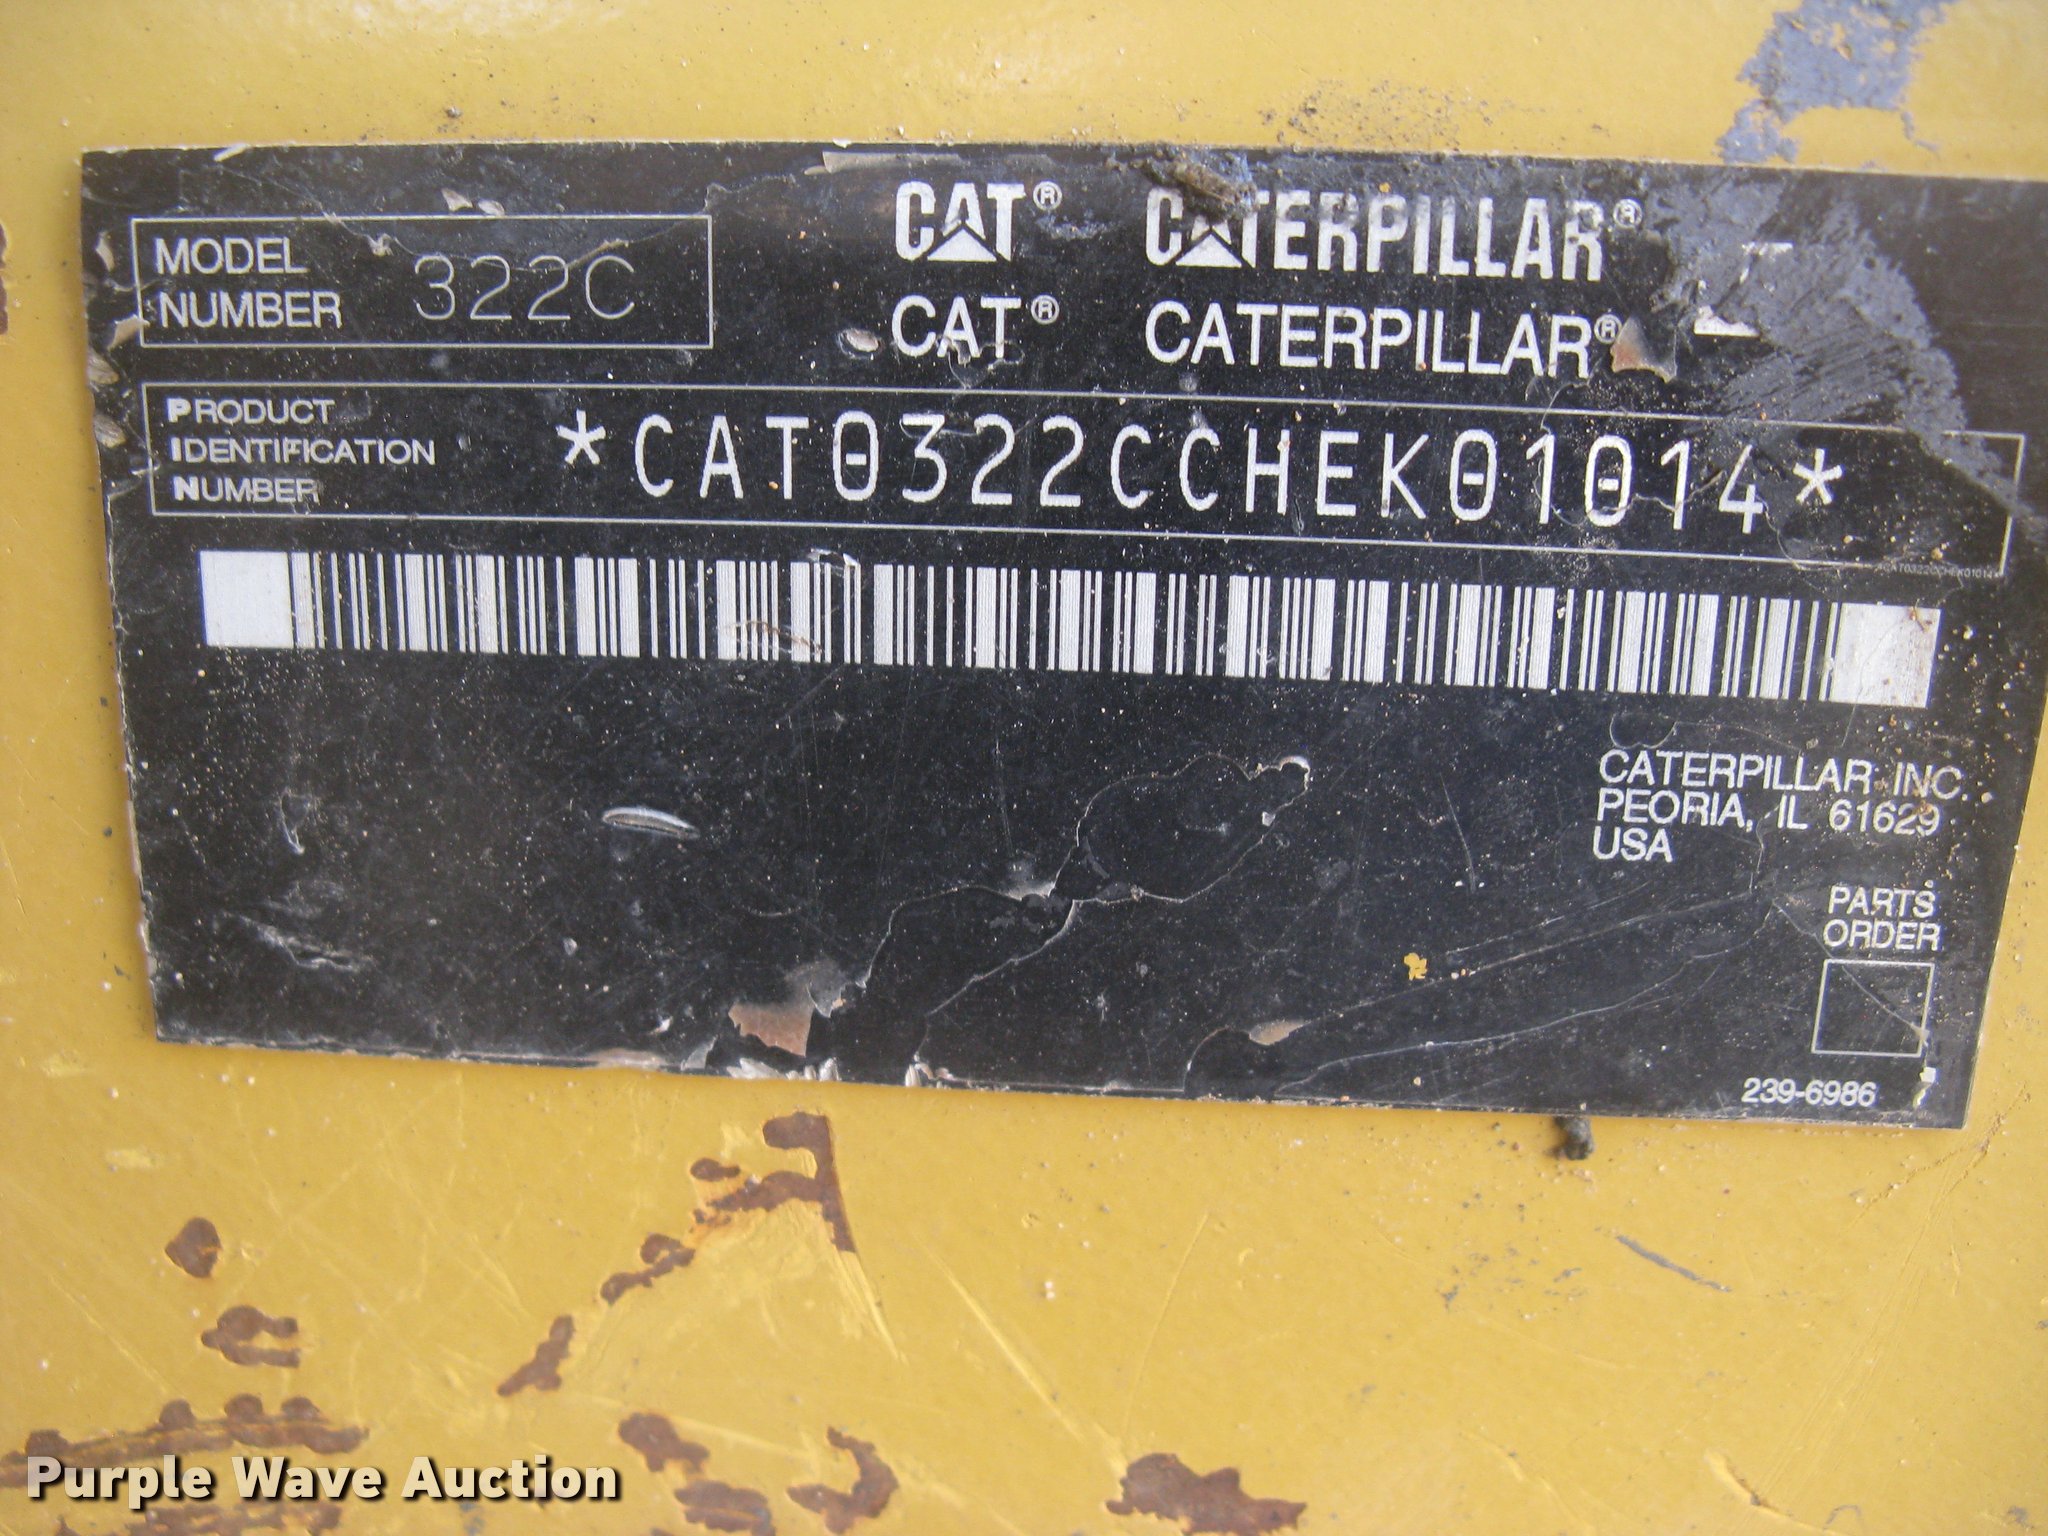 MODEL NUMBER 322C
CAT® CATERPILLAR®
CAT® CATERPILLAR®
PRODUCT IDENTIFICATION NUMBER *CAT0322CCHEK01014*
*CAT0322CCHEK01014*
CATERPILLAR INC.
PEORIA, IL 61629
USA
PARTS
ORDER
239-6986
Purple Wave Auction